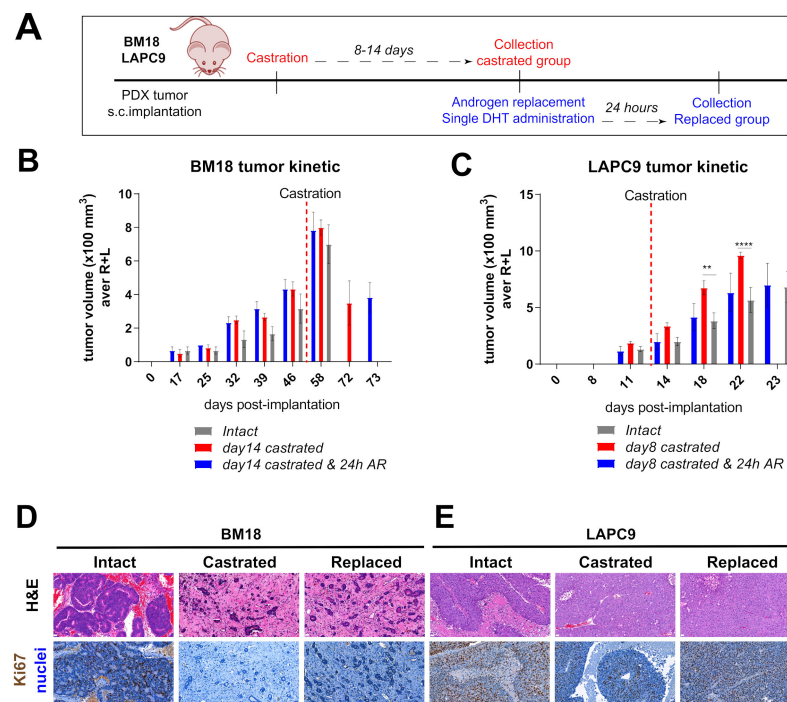 A
BM18
LAPC9
Castration
8-14 days
Collection
castrated group
PDX tumor
s.c.implantation
Androgen replacement
Single DHT administration
24 hours
Collection
Replaced group
B
BM18 tumor kinetic
Castration
tumor volume (x100 mm³)
aver R+L
10
8
6
4
2
0
0 17 25 32 39 46 58 72 73
days post-implantation
Intact
day14 castrated
day14 castrated & 24h AR
C
LAPC9 tumor kinetic
Castration
tumor volume (x100 mm³)
aver R+L
15
10
5
0
**
****
0 8 11 14 18 22 23
days post-implantation
Intact
day8 castrated
day8 castrated & 24h AR
D
BM18
Intact Castrated Replaced
E
LAPC9
Intact Castrated Replaced
H&E
Ki67
nuclei